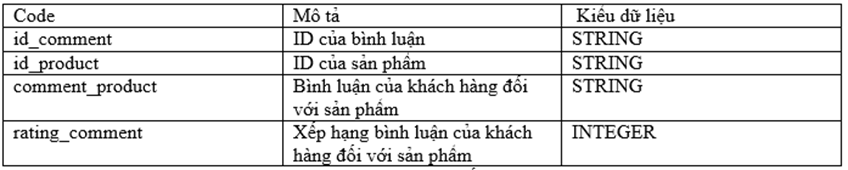 Code Mô tả Kiểu dữ liệu
id_comment ID của bình luận STRING
id_product ID của sản phẩm STRING
comment_product Bình luận của khách hàng đối STRING
với sản phẩm
rating_comment Xếp hạng bình luận của khách INTEGER
hàng đối với sản phẩm